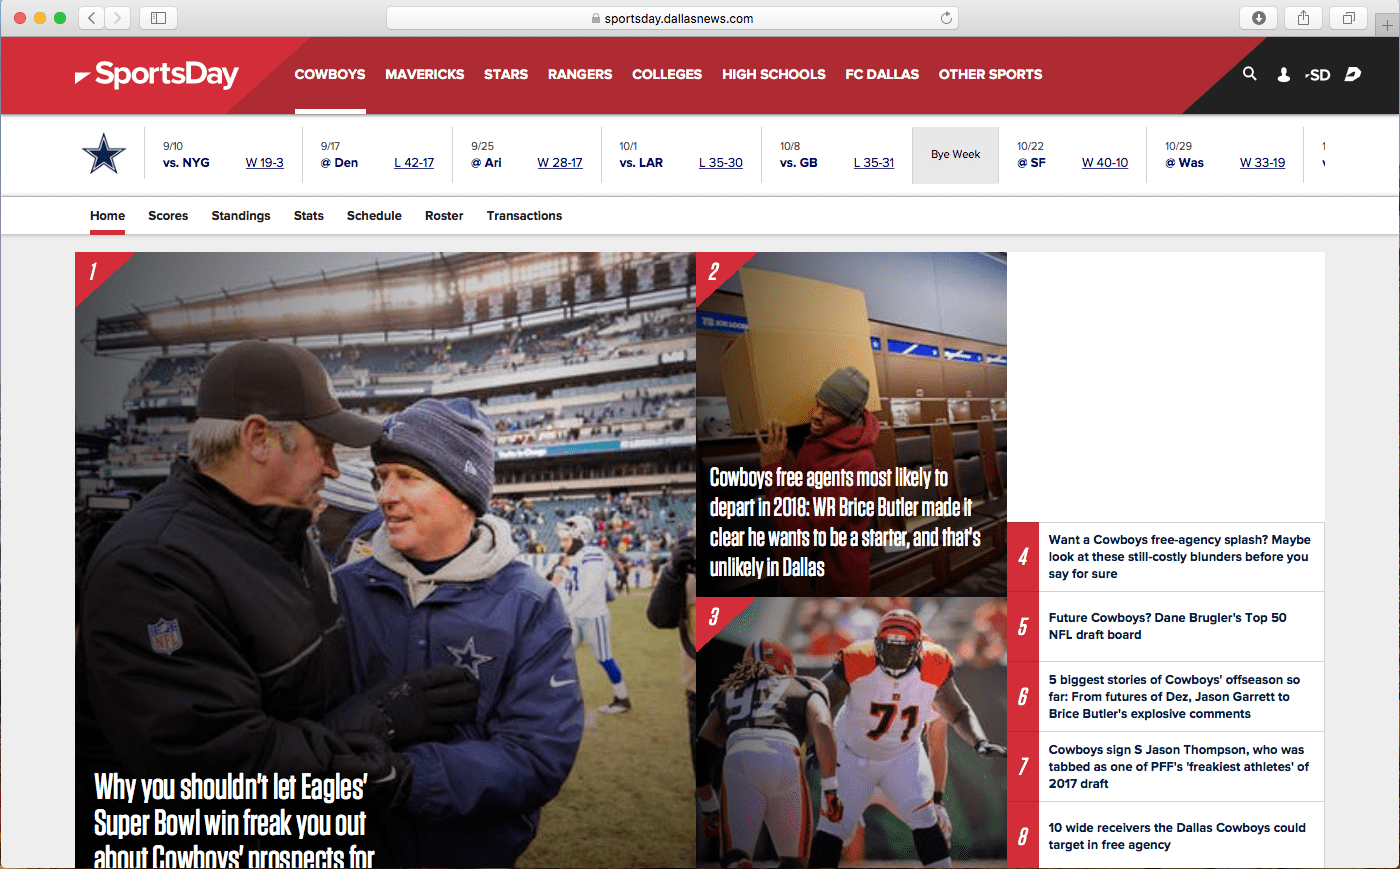 sportsday.dallasnews.com
SportsDay
COWBOYS MAVERICKS STARS RANGERS COLLEGES HIGH SCHOOLS FC DALLAS OTHER SPORTS
SD
9/10
vs. NYG W 19-3
9/17
@ Den L 42-17
9/25
@ Ari W 28-17
10/1
vs. LAR L 35-30
10/8
vs. GB L 35-31
Bye Week
10/22
@ SF W 40-10
10/29
@ Was W 33-19
Home Scores Standings Stats Schedule Roster Transactions
1
NFL
Why you shouldn't let Eagles'
Super Bowl win freak you out
about Cowboys' prospects for
2
Cowboys free agents most likely to
depart in 2018: WR Brice Butler made it
clear he wants to be a starter, and that's
unlikely in Dallas
3
97
71
4
Want a Cowboys free-agency splash? Maybe
look at these still-costly blunders before you
say for sure
5
Future Cowboys? Dane Brugler's Top 50
NFL draft board
6
5 biggest stories of Cowboys' offseason so
far: From futures of Dez, Jason Garrett to
Brice Butler's explosive comments
7
Cowboys sign S Jason Thompson, who was
tabbed as one of PFF's 'freakiest athletes' of
2017 draft
8
10 wide receivers the Dallas Cowboys could
target in free agency